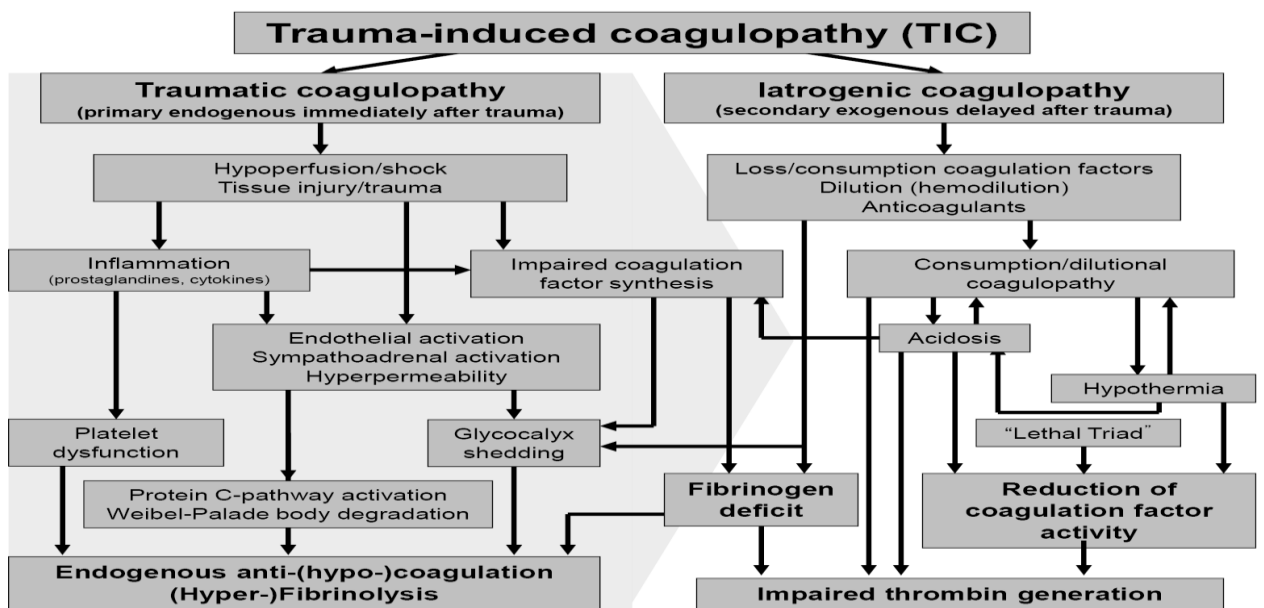 Trauma-induced coagulopathy (TIC)
Traumatic coagulopathy
(primary endogenous immediately after trauma)
Iatrogenic coagulopathy
(secondary exogenous delayed after trauma)
Hypoperfusion/shock
Tissue injury/trauma
Loss/consumption coagulation factors
Dilution (hemodilution)
Anticoagulants
Inflammation
(prostaglandines, cytokines)
Impaired coagulation
factor synthesis
Consumption/dilutional
coagulopathy
Endothelial activation
Sympathoadrenal activation
Hyperpermeability
Acidosis
Hypothermia
Platelet
dysfunction
Glycocalyx
shedding
“Lethal Triad”
Protein C-pathway activation
Weibel-Palade body degradation
Fibrinogen
deficit
Reduction of
coagulation factor
activity
Endogenous anti-(hypo-)coagulation
(Hyper-)Fibrinolysis
Impaired thrombin generation